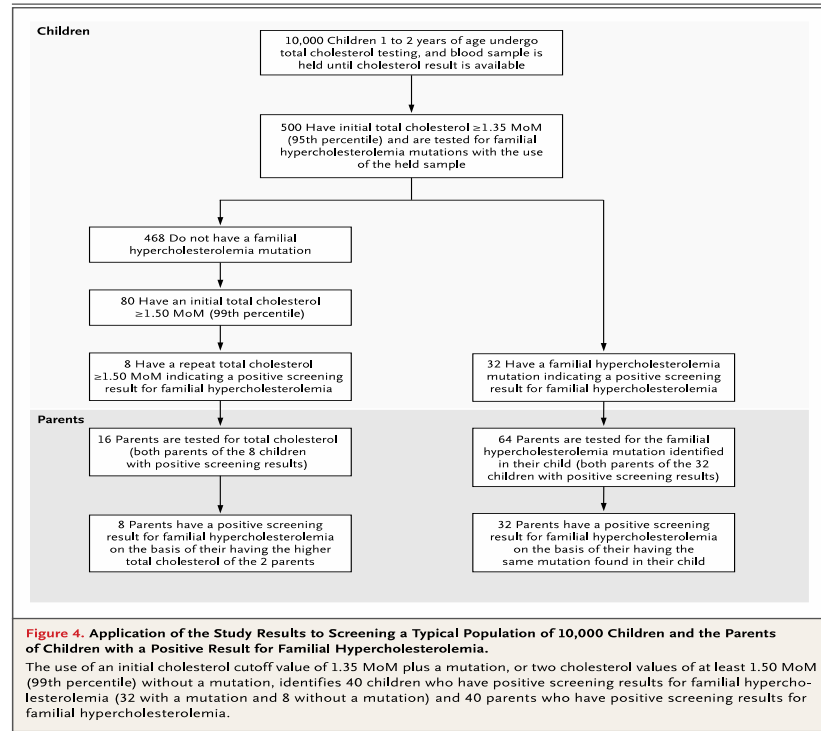 Children
10,000 Children 1 to 2 years of age undergo
total cholesterol testing, and blood sample is
held until cholesterol result is available
500 Have initial total cholesterol ≥1.35 MoM
(95th percentile) and are tested for familial
hypercholesterolemia mutations with the use
of the held sample
468 Do not have a familial
hypercholesterolemia mutation
80 Have an initial total cholesterol
≥1.50 MoM (99th percentile)
8 Have a repeat total cholesterol
≥1.50 MoM indicating a positive screening
result for familial hypercholesterolemia
32 Have a familial hypercholesterolemia
mutation indicating a positive screening
result for familial hypercholesterolemia
Parents
16 Parents are tested for total cholesterol
(both parents of the 8 children
with positive screening results)
64 Parents are tested for the familial
hypercholesterolemia mutation identified
in their child (both parents of the 32
children with positive screening results)
8 Parents have a positive screening
result for familial hypercholesterolemia
on the basis of their having the higher
total cholesterol of the 2 parents
32 Parents have a positive screening
result for familial hypercholesterolemia
on the basis of their having the
same mutation found in their child
Figure 4. Application of the Study Results to Screening a Typical Population of 10,000 Children and the Parents
of Children with a Positive Result for Familial Hypercholesterolemia.
The use of an initial cholesterol cutoff value of 1.35 MoM plus a mutation, or two cholesterol values of at least 1.50 MoM
(99th percentile) without a mutation, identifies 40 children who have positive screening results for familial hypercho-
lesterolemia (32 with a mutation and 8 without a mutation) and 40 parents who have positive screening results for
familial hypercholesterolemia.